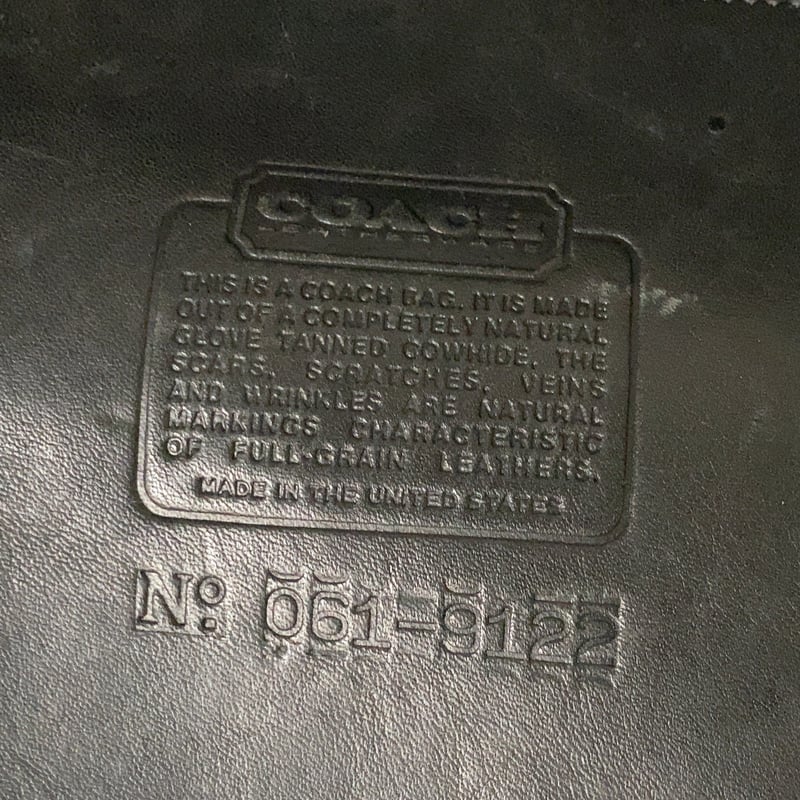 COACH
LEATHERWARE
THIS IS A COACH BAG. IT IS MADE
OUT OF A COMPLETELY NATURAL
GLOVE TANNED COWHIDE. THE
SCARS, SCRATCHES, VEINS
AND WRINKLES ARE NATURAL
MARKINGS CHARACTERISTIC
OF FULL-GRAIN LEATHERS.
MADE IN THE UNITED STATES
No: 061-9122